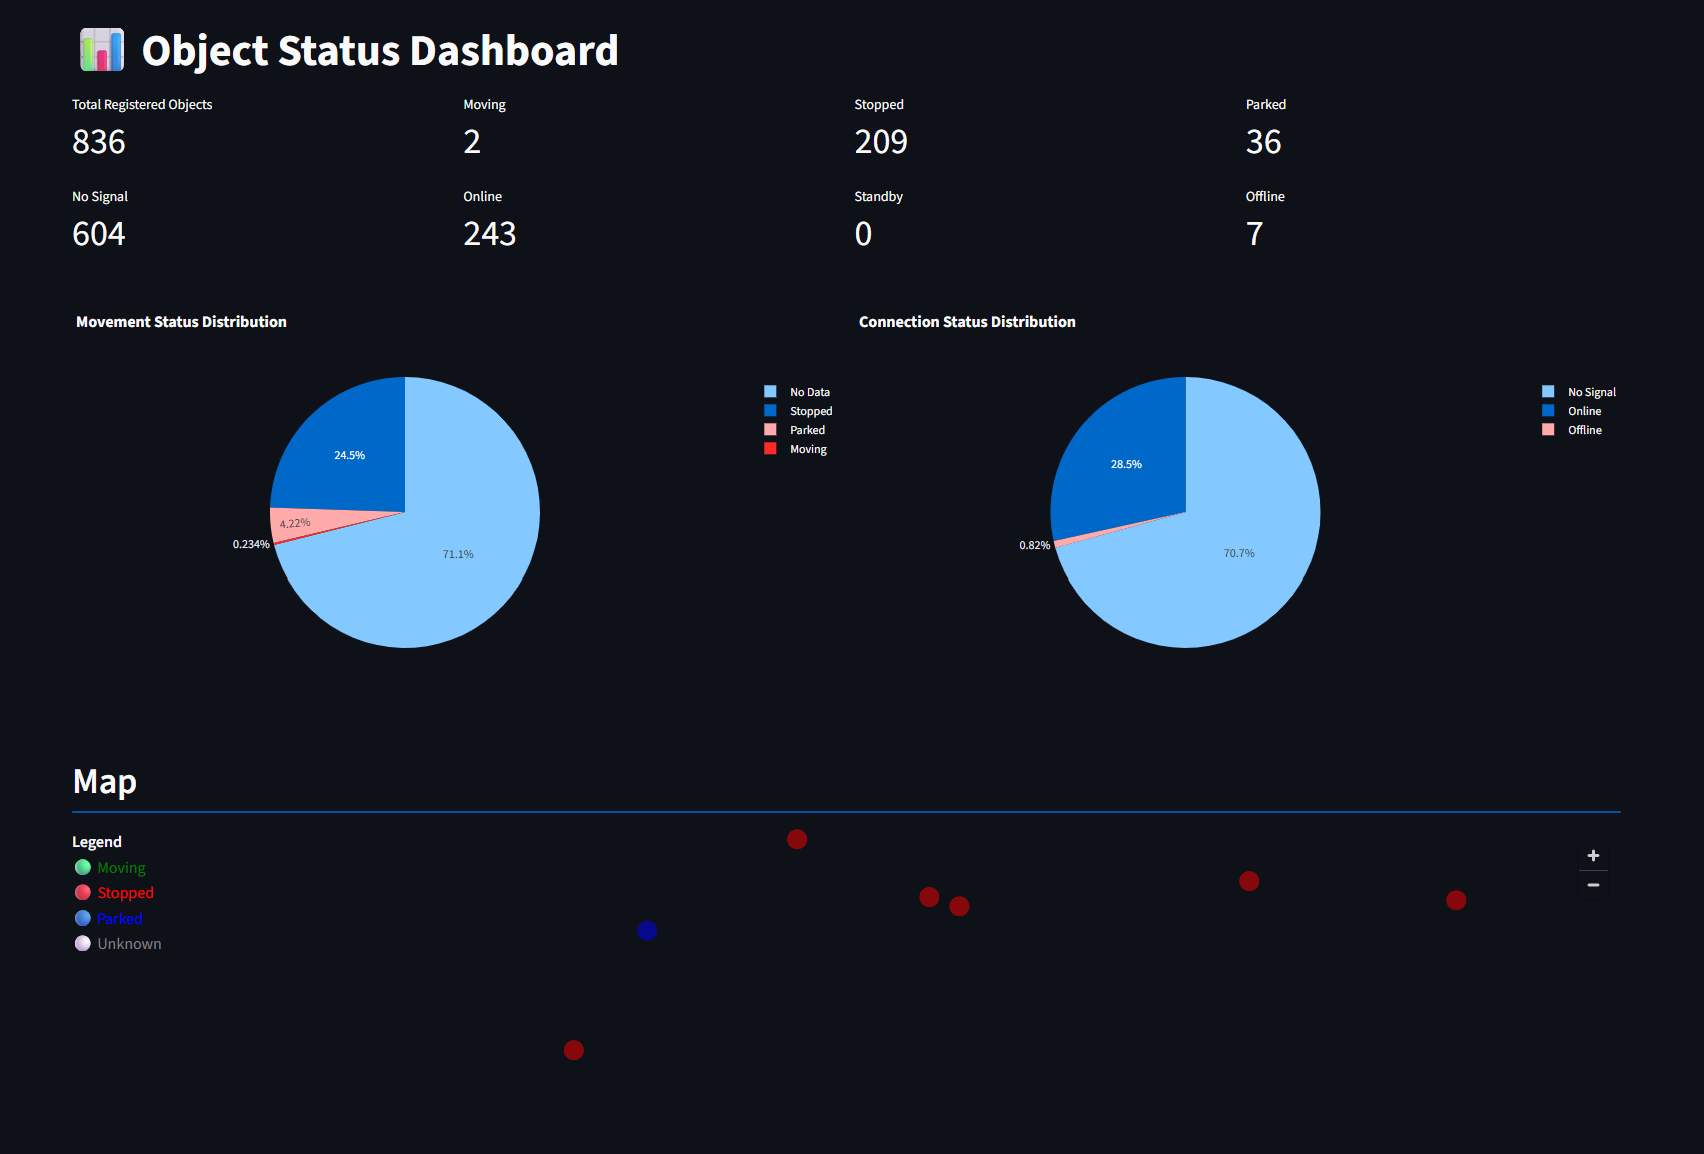 Object Status Dashboard
Total Registered Objects
836
Moving
2
Stopped
209
Parked
36
No Signal
604
Online
243
Standby
0
Offline
7
Movement Status Distribution
24.5%
4.22%
0.234%
71.1%
No Data
Stopped
Parked
Moving
Connection Status Distribution
28.5%
0.82%
70.7%
No Signal
Online
Offline
Map
Legend
Moving
Stopped
Parked
Unknown
+
−